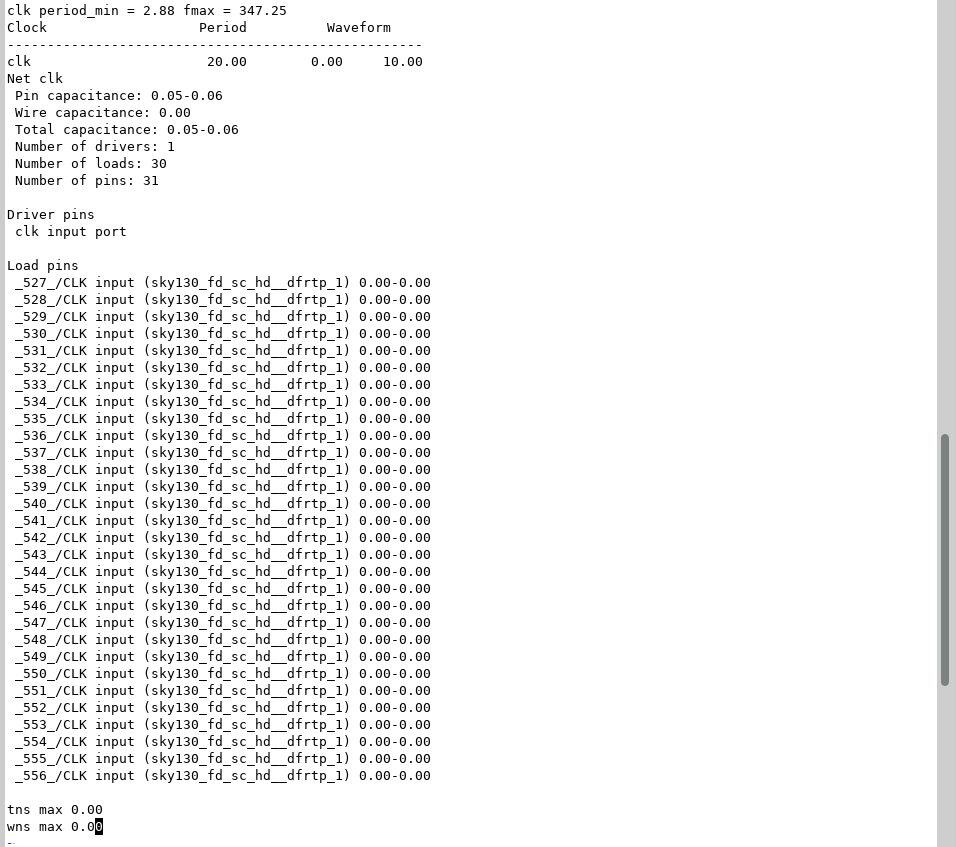 clk period_min = 2.88 fmax = 347.25
Clock                   Period          Waveform
----------------------------------------------------
clk                      20.00        0.00     10.00
Net clk
 Pin capacitance: 0.05-0.06
 Wire capacitance: 0.00
 Total capacitance: 0.05-0.06
 Number of drivers: 1
 Number of loads: 30
 Number of pins: 31

Driver pins
 clk input port

Load pins
 _527_/CLK input (sky130_fd_sc_hd__dfrtp_1) 0.00-0.00
 _528_/CLK input (sky130_fd_sc_hd__dfrtp_1) 0.00-0.00
 _529_/CLK input (sky130_fd_sc_hd__dfrtp_1) 0.00-0.00
 _530_/CLK input (sky130_fd_sc_hd__dfrtp_1) 0.00-0.00
 _531_/CLK input (sky130_fd_sc_hd__dfrtp_1) 0.00-0.00
 _532_/CLK input (sky130_fd_sc_hd__dfrtp_1) 0.00-0.00
 _533_/CLK input (sky130_fd_sc_hd__dfrtp_1) 0.00-0.00
 _534_/CLK input (sky130_fd_sc_hd__dfrtp_1) 0.00-0.00
 _535_/CLK input (sky130_fd_sc_hd__dfrtp_1) 0.00-0.00
 _536_/CLK input (sky130_fd_sc_hd__dfrtp_1) 0.00-0.00
 _537_/CLK input (sky130_fd_sc_hd__dfrtp_1) 0.00-0.00
 _538_/CLK input (sky130_fd_sc_hd__dfrtp_1) 0.00-0.00
 _539_/CLK input (sky130_fd_sc_hd__dfrtp_1) 0.00-0.00
 _540_/CLK input (sky130_fd_sc_hd__dfrtp_1) 0.00-0.00
 _541_/CLK input (sky130_fd_sc_hd__dfrtp_1) 0.00-0.00
 _542_/CLK input (sky130_fd_sc_hd__dfrtp_1) 0.00-0.00
 _543_/CLK input (sky130_fd_sc_hd__dfrtp_1) 0.00-0.00
 _544_/CLK input (sky130_fd_sc_hd__dfrtp_1) 0.00-0.00
 _545_/CLK input (sky130_fd_sc_hd__dfrtp_1) 0.00-0.00
 _546_/CLK input (sky130_fd_sc_hd__dfrtp_1) 0.00-0.00
 _547_/CLK input (sky130_fd_sc_hd__dfrtp_1) 0.00-0.00
 _548_/CLK input (sky130_fd_sc_hd__dfrtp_1) 0.00-0.00
 _549_/CLK input (sky130_fd_sc_hd__dfrtp_1) 0.00-0.00
 _550_/CLK input (sky130_fd_sc_hd__dfrtp_1) 0.00-0.00
 _551_/CLK input (sky130_fd_sc_hd__dfrtp_1) 0.00-0.00
 _552_/CLK input (sky130_fd_sc_hd__dfrtp_1) 0.00-0.00
 _553_/CLK input (sky130_fd_sc_hd__dfrtp_1) 0.00-0.00
 _554_/CLK input (sky130_fd_sc_hd__dfrtp_1) 0.00-0.00
 _555_/CLK input (sky130_fd_sc_hd__dfrtp_1) 0.00-0.00
 _556_/CLK input (sky130_fd_sc_hd__dfrtp_1) 0.00-0.00

tns max 0.00
wns max 0.00
~